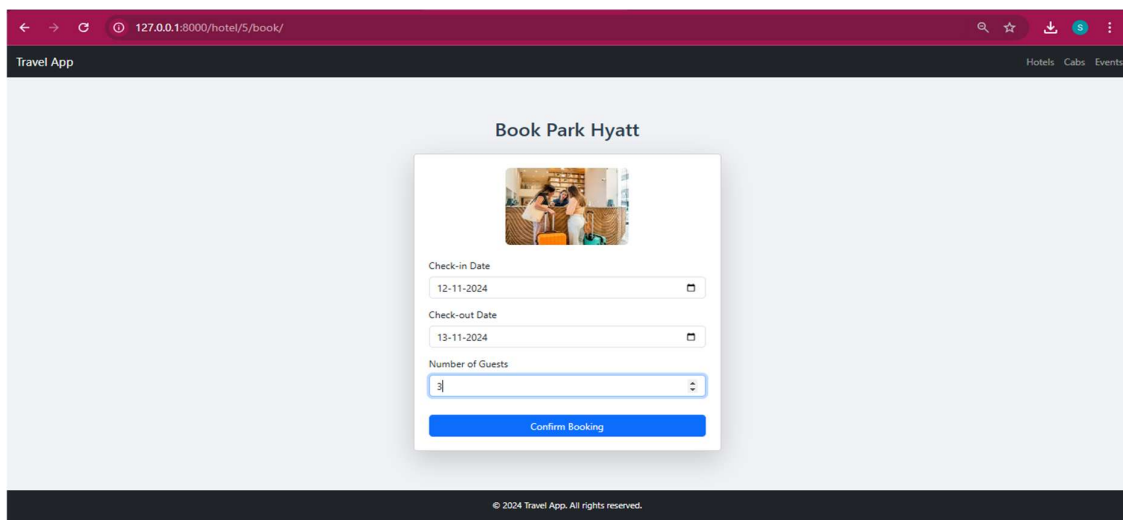 127.0.0.1:8000/hotel/5/book/
S
Travel App
Hotels Cabs Events
Book Park Hyatt
Check-in Date
12-11-2024
Check-out Date
13-11-2024
Number of Guests
3
Confirm Booking
© 2024 Travel App. All rights reserved.